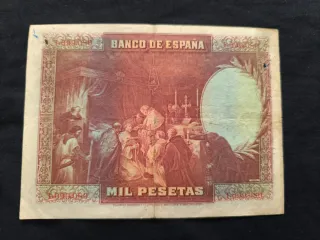 BANCO DE ESPAÑA
MIL PESETAS